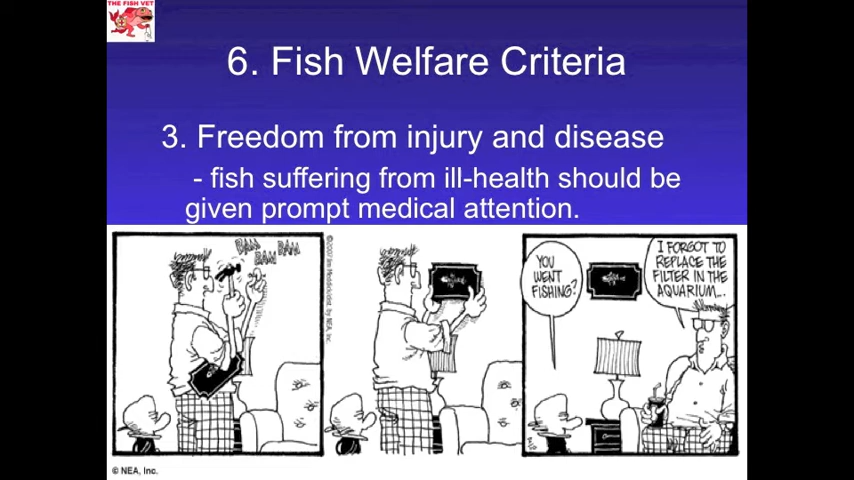 THE FISH VET
6. Fish Welfare Criteria
3. Freedom from injury and disease
- fish suffering from ill-health should be
given prompt medical attention.
BAM
BAM
BAM
YOU
WENT
FISHING?
I FORGOT TO
REPLACE THE
FILTER IN THE
AQUARIUM...
© NEA, Inc.